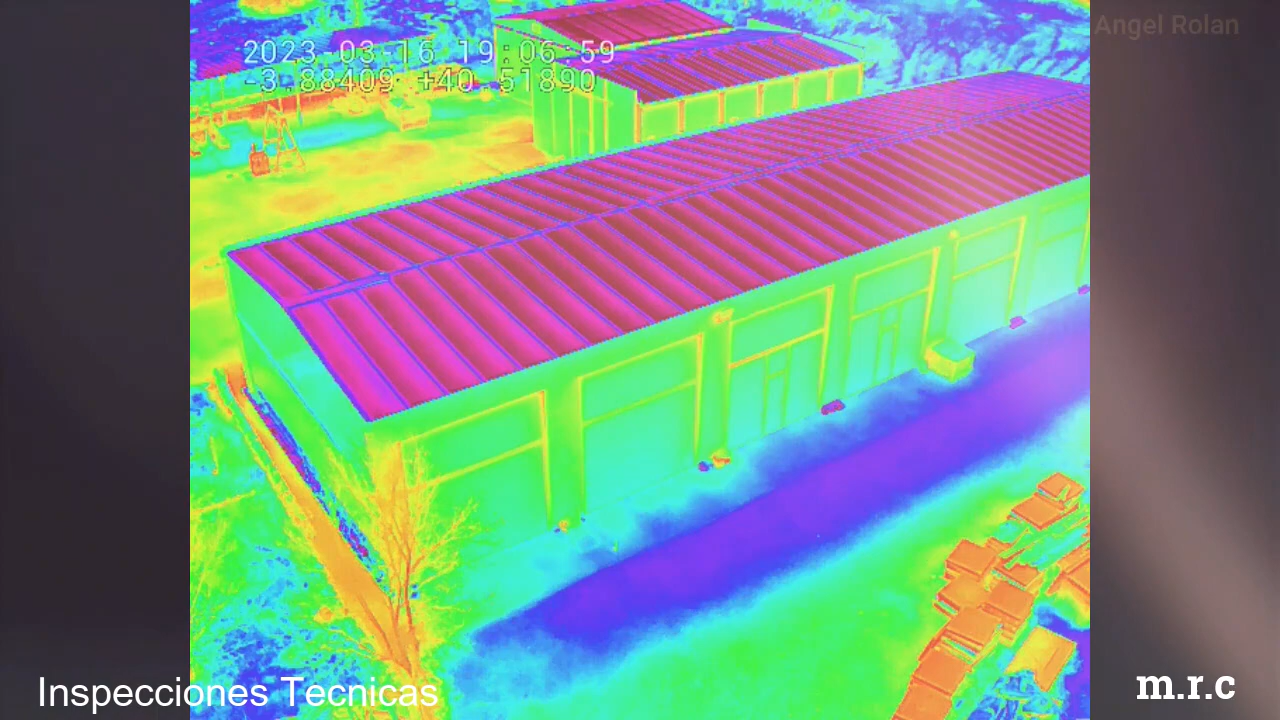 Angel Rolan
2023-03-16 19:06:59
-3.88409 +40.51890
Inspecciones Tecnicas
m.r.c